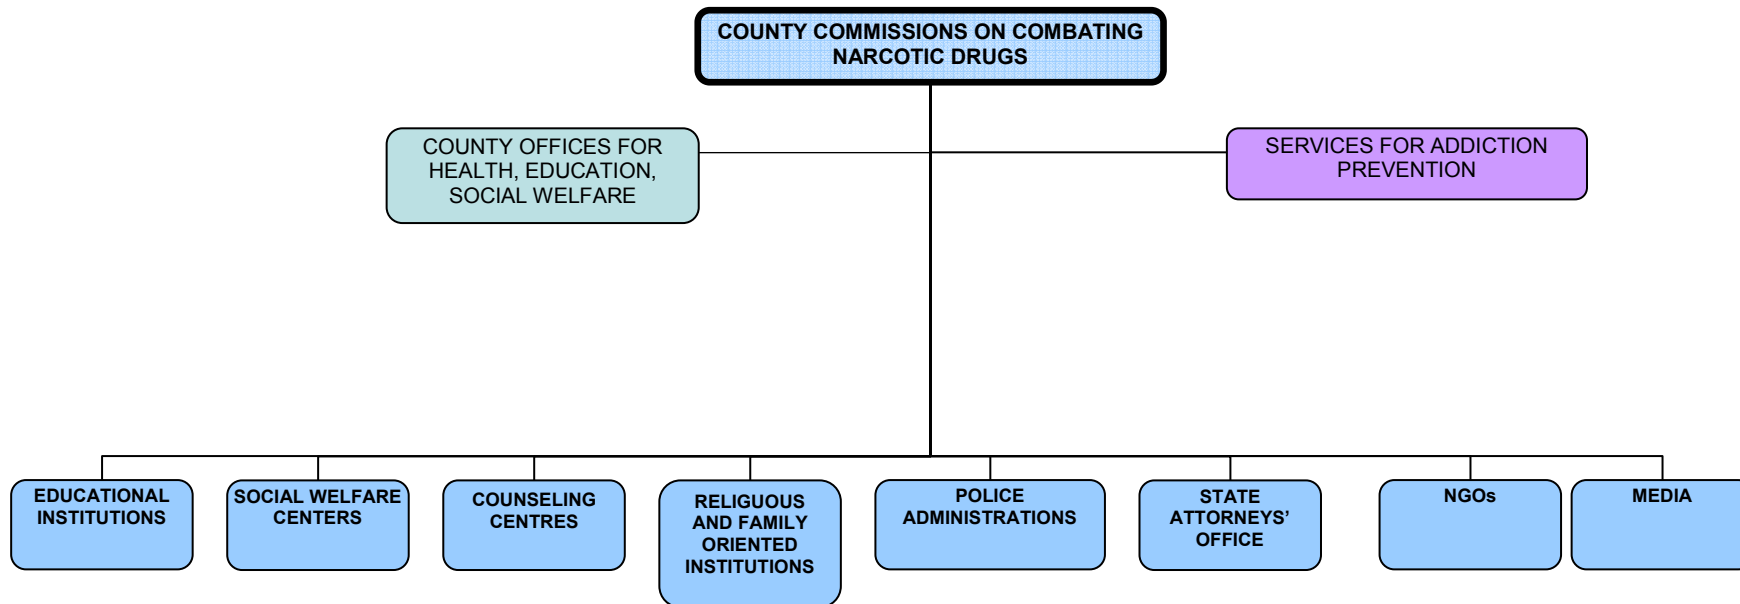 COUNTY COMMISSIONS ON COMBATING
NARCOTIC DRUGS
COUNTY OFFICES FOR
HEALTH, EDUCATION,
SOCIAL WELFARE
SERVICES FOR ADDICTION
PREVENTION
EDUCATIONAL
INSTITUTIONS
SOCIAL WELFARE
CENTERS
COUNSELING
CENTRES
RELIGUOUS
AND FAMILY
ORIENTED
INSTITUTIONS
POLICE
ADMINISTRATIONS
STATE
ATTORNEYS’
OFFICE
NGOs
MEDIA